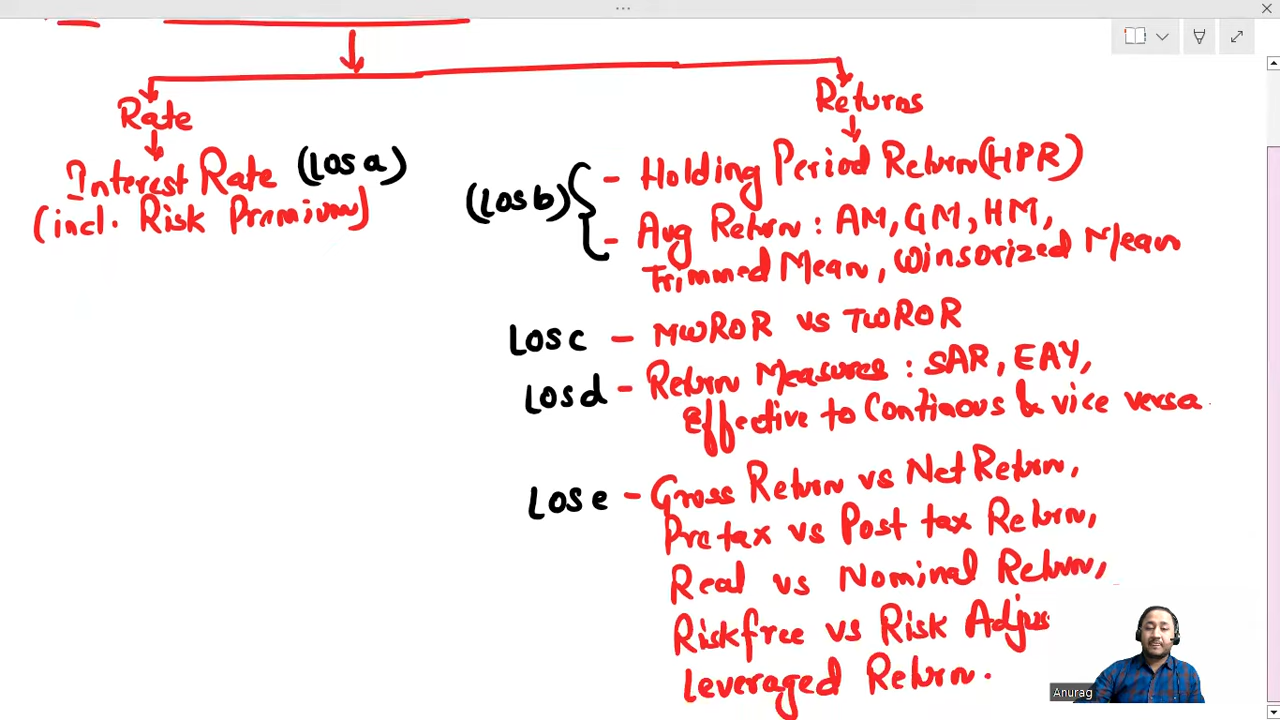 Rate
Interest Rate (LOS a)
(incl. Risk Premium)
Returns
(LOS b) - Holding Period Return (HPR)
- Avg Return : AM, GM, HM,
Trimmed Mean, Winsorized Mean
LOS c - MWROR vs TWROR
LOS d - Return Measures : SAR, EAY,
Effective to Continous & vice versa
LOS e - Gross Return vs Net Return,
Pretax vs Post tax Return,
Real vs Nominal Return,
Riskfree vs Risk Adjus
Leveraged Return.
Anurag